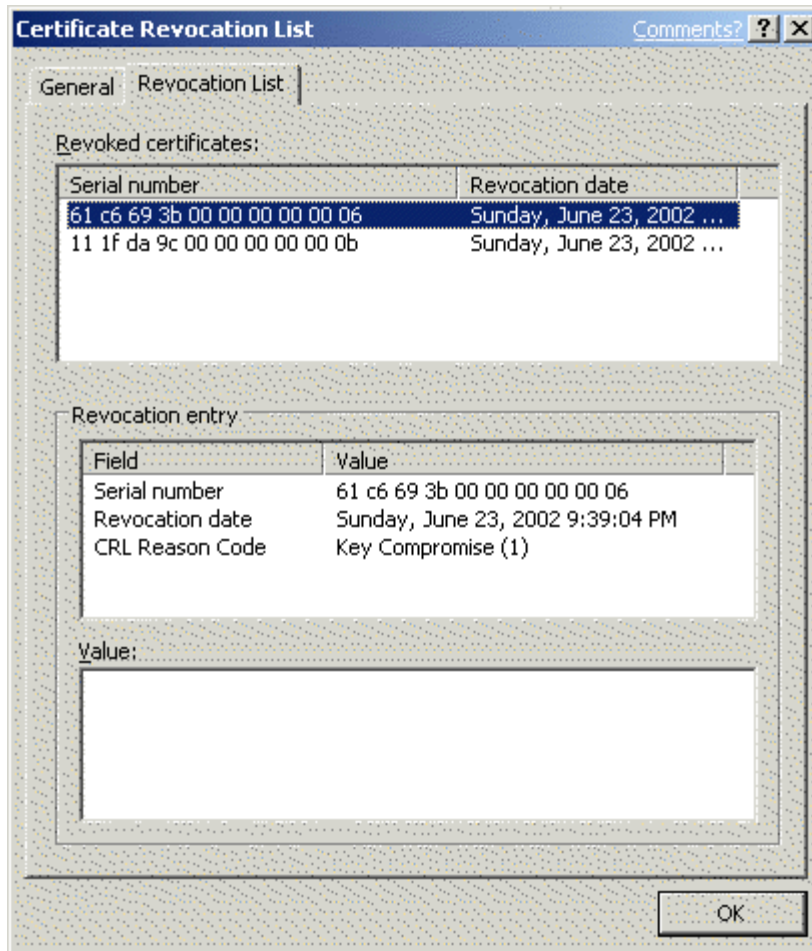 Certificate Revocation List Comments? ? X
General Revocation List
Revoked certificates:
Serial number Revocation date
61 c6 69 3b 00 00 00 00 00 06 Sunday, June 23, 2002 ...
11 1f da 9c 00 00 00 00 00 0b Sunday, June 23, 2002 ...
Revocation entry
Field Value
Serial number 61 c6 69 3b 00 00 00 00 00 06
Revocation date Sunday, June 23, 2002 9:39:04 PM
CRL Reason Code Key Compromise (1)
Value:
OK